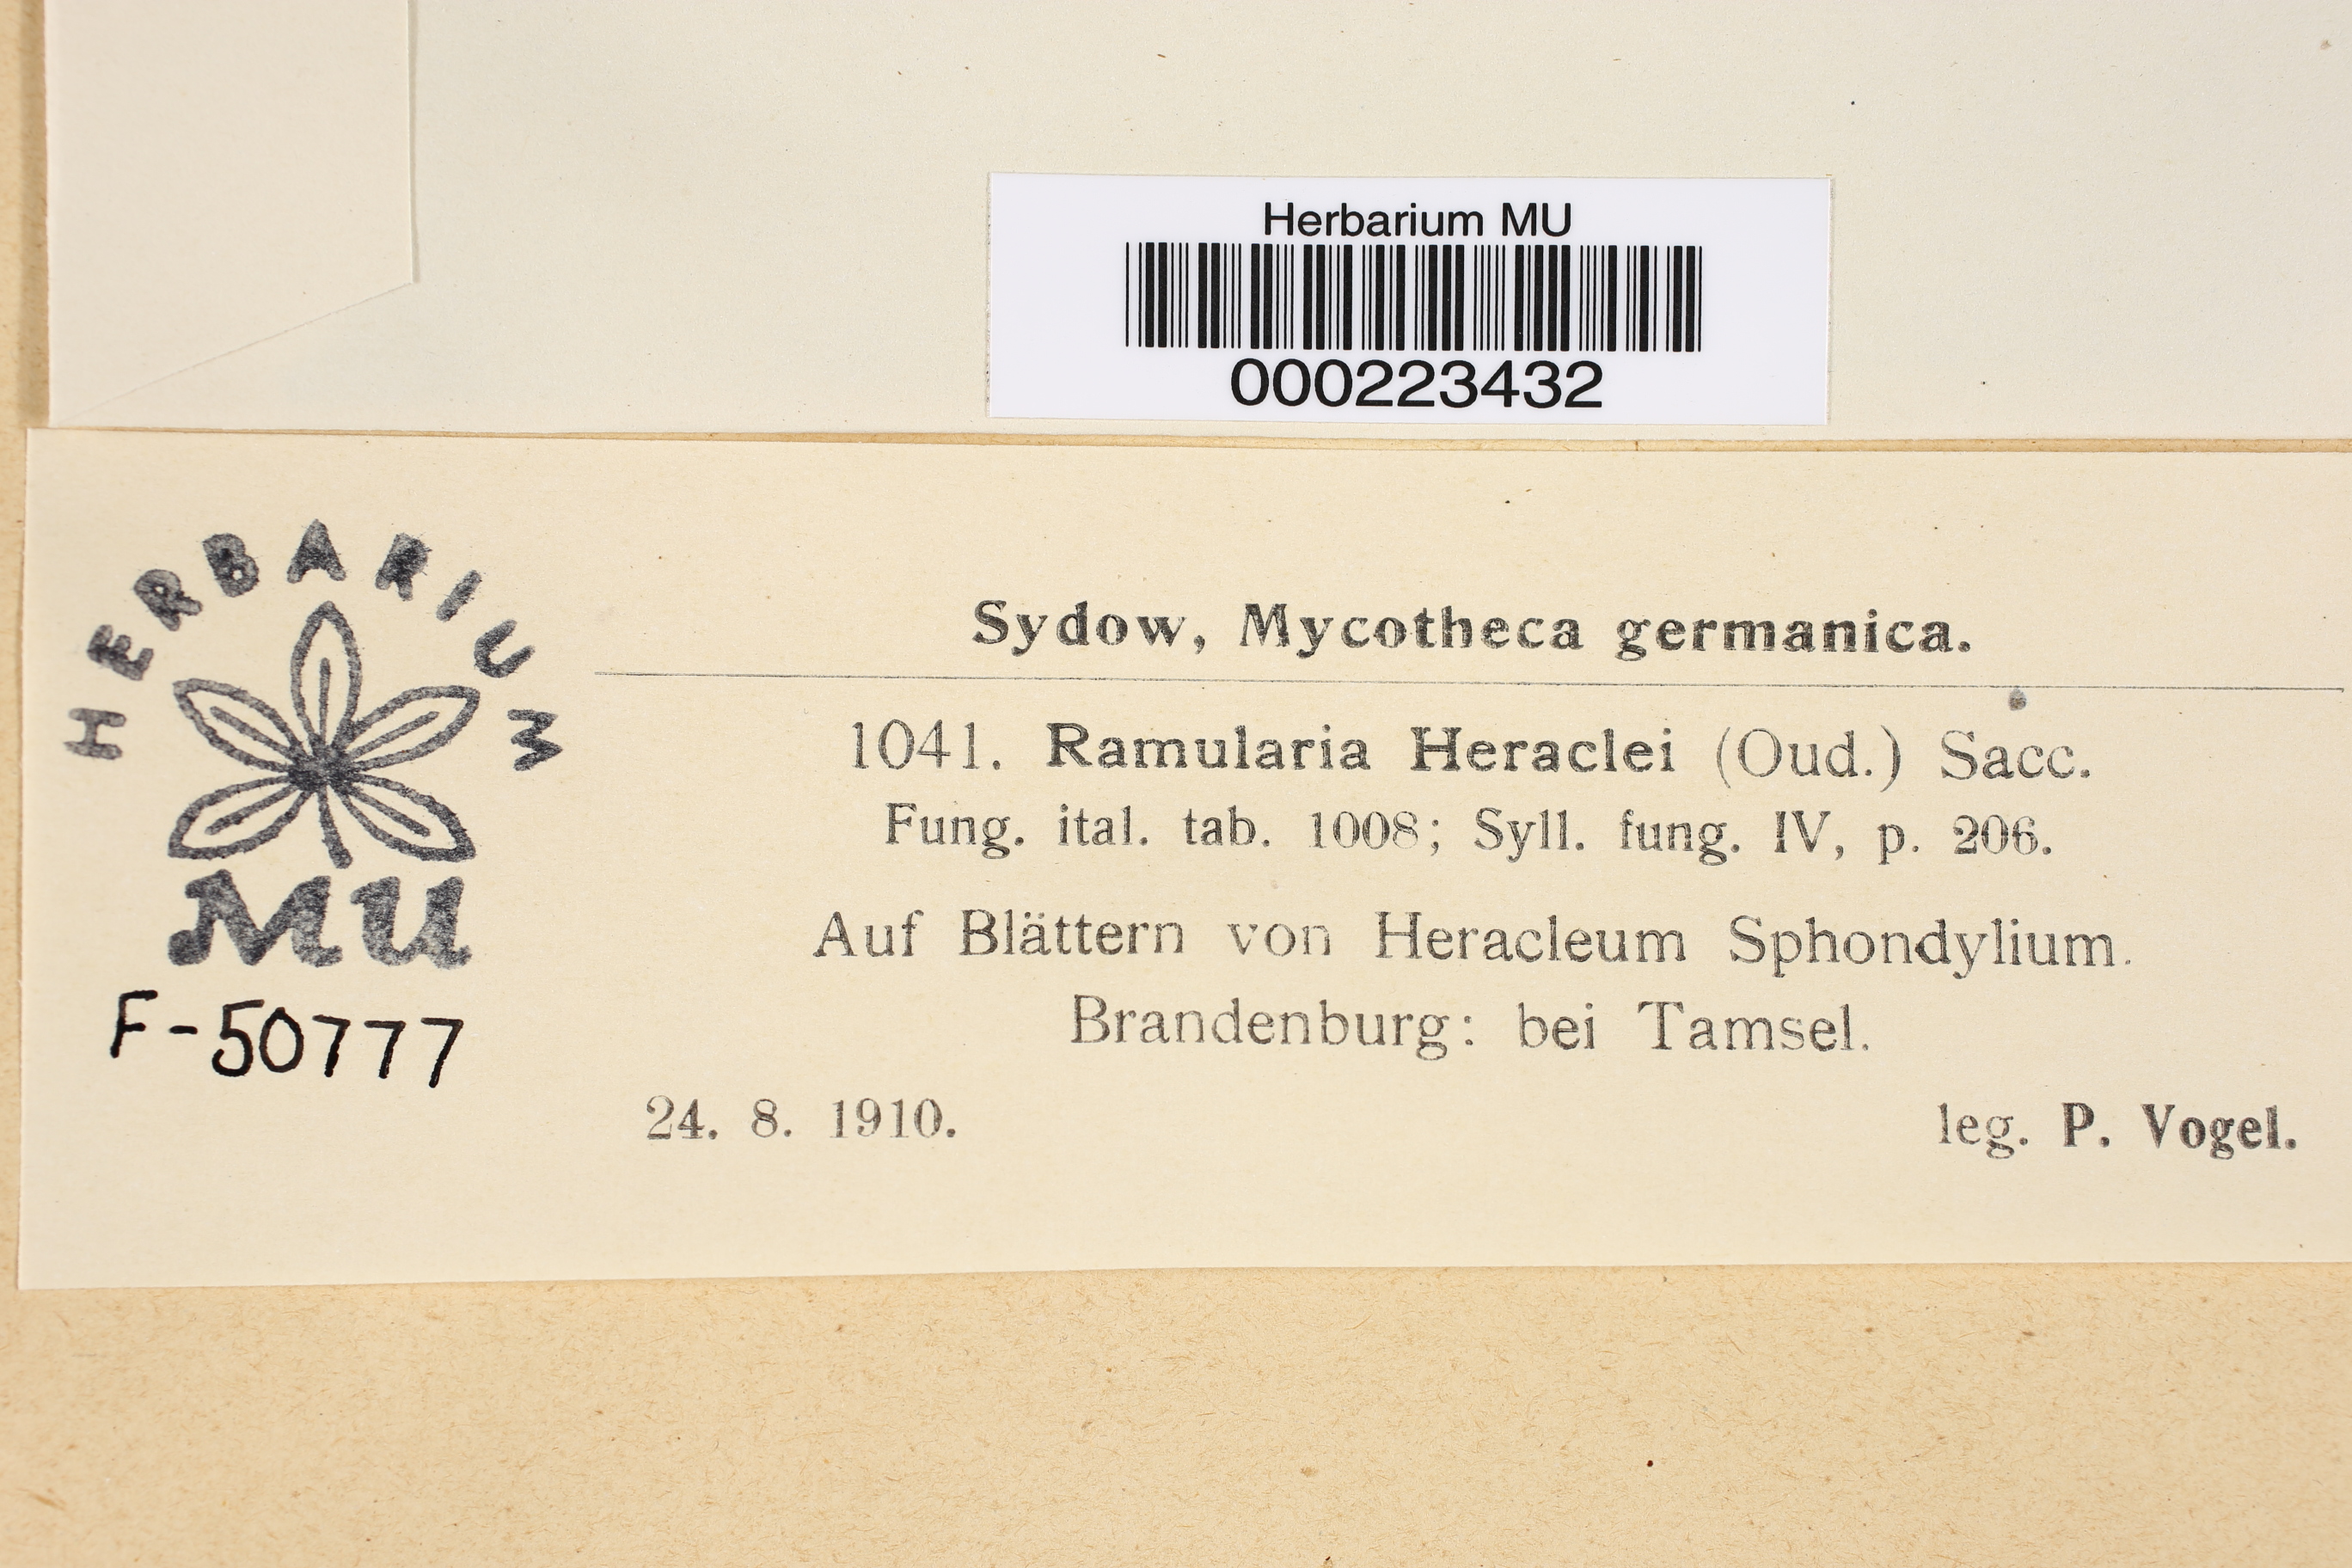 Herbarium MU
000223432
HERBARIUM
MU
F-50777
Sydow, Mycotheca germanica.
1041. Ramularia Heraclei (Oud.) Sacc.
Fung. ital. tab. 1008; Syll. fung. IV, p. 206.
Auf Blättern von Heracleum Sphondylium.
Brandenburg: bei Tamsel.
24. 8. 1910. leg. P. Vogel.